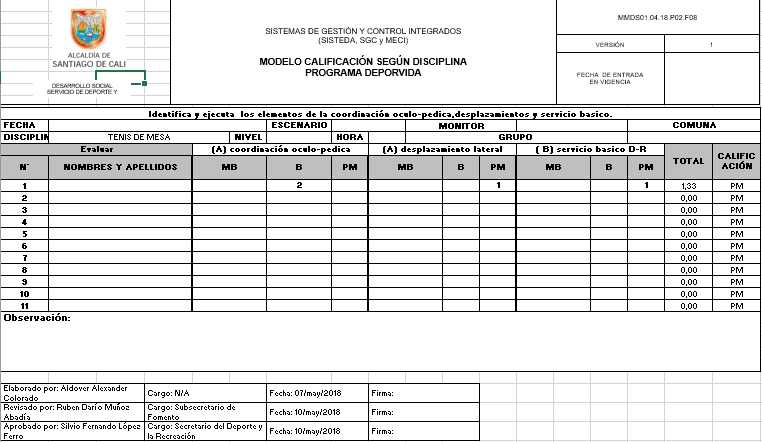 ALCALDÍA DE
SANTIAGO DE CALI
DESARROLLO SOCIAL
SERVICIO DE DEPORTE Y
SISTEMAS DE GESTIÓN Y CONTROL INTEGRADOS
(SISTEDA, SGC y MECI)
MODELO CALIFICACIÓN SEGÚN DISCIPLINA
PROGRAMA DEPORVIDA
MMDS01.04.18.P02.F08
VERSIÓN 1
FECHA DE ENTRADA
EN VIGENCIA
Identifica y ejecuta los elementos de la coordinación oculo-pedica,desplazamientos y servicio basico.
FECHA ESCENARIO MONITOR COMUNA
DISCIPLIN TENIS DE MESA NIVEL HORA GRUPO
Evaluar (A) coordinación oculo-pedica (A) desplazamiento lateral ( B) servicio basico D-R TOTAL CALIFIC
ACIÓN
N° NOMBRES Y APELLIDOS MB B PM MB B PM MB B PM
1 2 1 1 1,33 PM
2 0,00 PM
3 0,00 PM
4 0,00 PM
5 0,00 PM
6 0,00 PM
7 0,00 PM
8 0,00 PM
9 0,00 PM
10 0,00 PM
11 0,00 PM
Observación:
Elaborado por: Aldover Alexander
Colorado
Cargo: N/A Fecha: 07/may/2018 Firma:
Revisado por: Ruben Darío Muñoz
Abadía
Cargo: Subsecretario de
Fomento
Fecha: 10/may/2018 Firma:
Aprobado por: Silvio Fernando López
Ferro
Cargo: Secretario del Deporte y
la Recreación
Fecha: 10/may/2018 Firma: